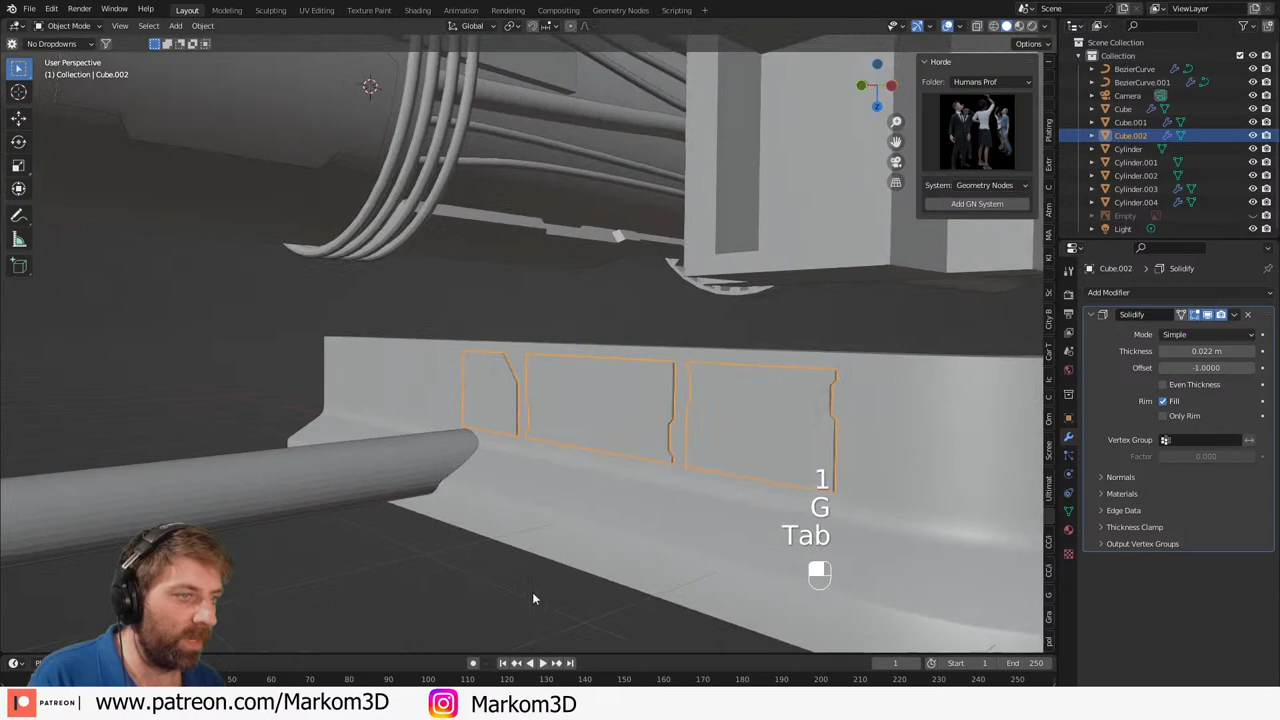 File Edit Render Window Help Layout Modeling Sculpting UV Editing Texture Paint Shading Animation Rendering Compositing Geometry Nodes Scripting Scene ViewLayer
Object Mode View Select Add Object Global
No Dropdowns Options
User Perspective
(1) Collection | Cube.002
Horde
Folder: Humans Prof
System: Geometry Nodes
Add GN System
Scene Collection
Collection
BezierCurve
BezierCurve.001
Camera
Cube
Cube.001
Cube.002
Cylinder
Cylinder.001
Cylinder.002
Cylinder.003
Cylinder.004
Empty
Light
Cube.002 Solidify
Add Modifier
Solidify
Mode Simple
Thickness 0.022 m
Offset -1.0000
Even Thickness
Rim Fill
Only Rim
Vertex Group
Factor 0.000
Normals
Materials
Edge Data
Thickness Clamp
Output Vertex Groups
1
G
Tab
1 Start 1 End 250
50 60 70 80 90 100 110 120 130 140 150 160 170 180 190 200 210 220 230 240 250
PATREON www.patreon.com/Markom3D Markom3D